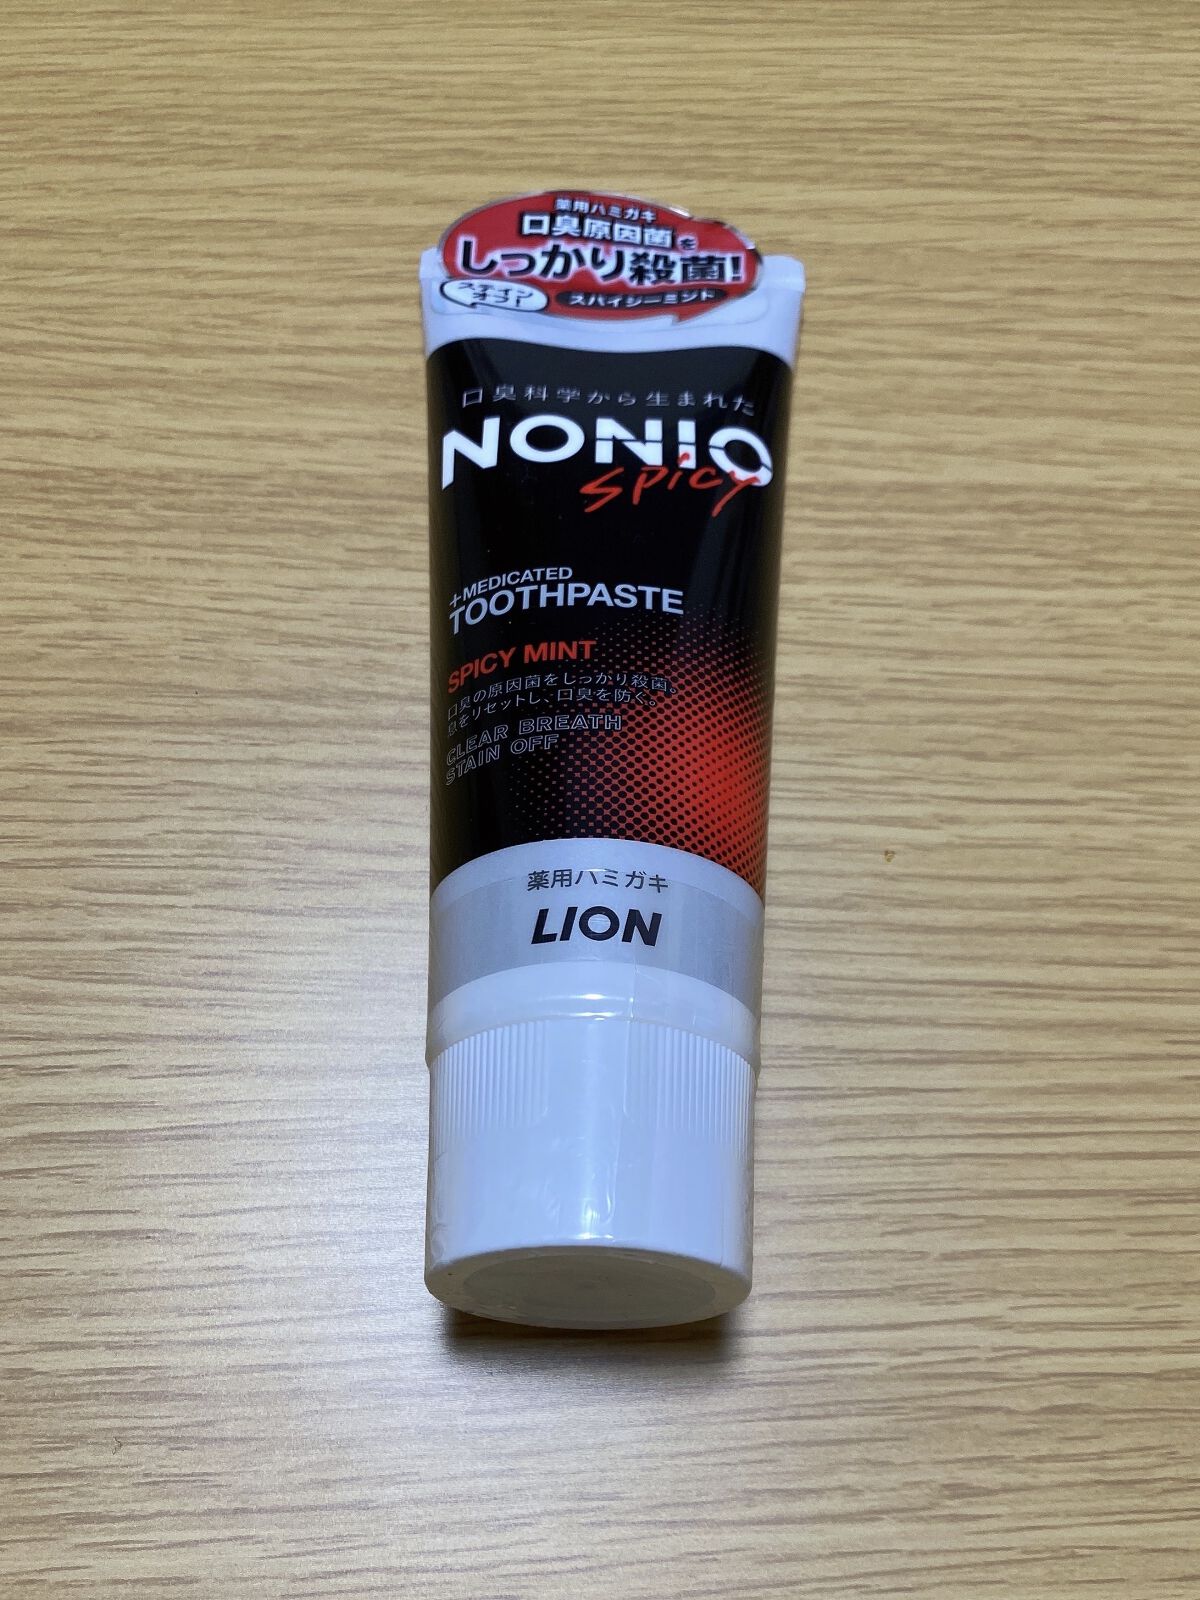 薬用ハミガキ
口臭原因菌を
しっかり殺菌!
ステイン
オフ!
スパイシーミント
口臭科学から生まれた
NONIO
spicy
+MEDICATED
TOOTHPASTE
SPICY MINT
口臭の原因菌をしっかり殺菌。
息をリセットし、口臭を防ぐ。
CLEAR BREATH
STAIN OFF
薬用ハミガキ
LION